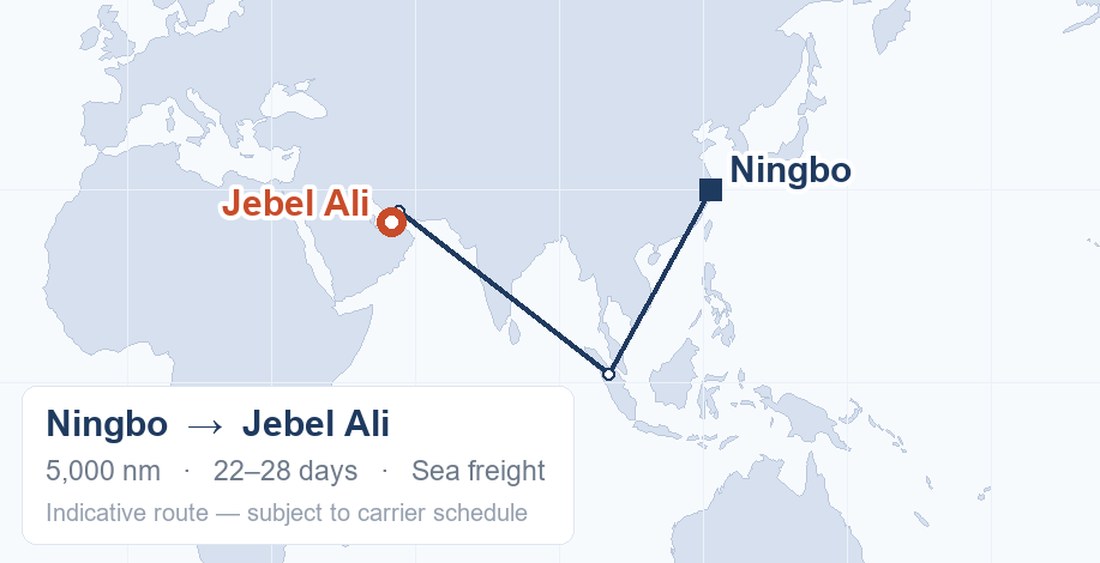 Ningbo
Jebel Ali
Ningbo → Jebel Ali
5,000 nm · 22–28 days · Sea freight
Indicative route — subject to carrier schedule